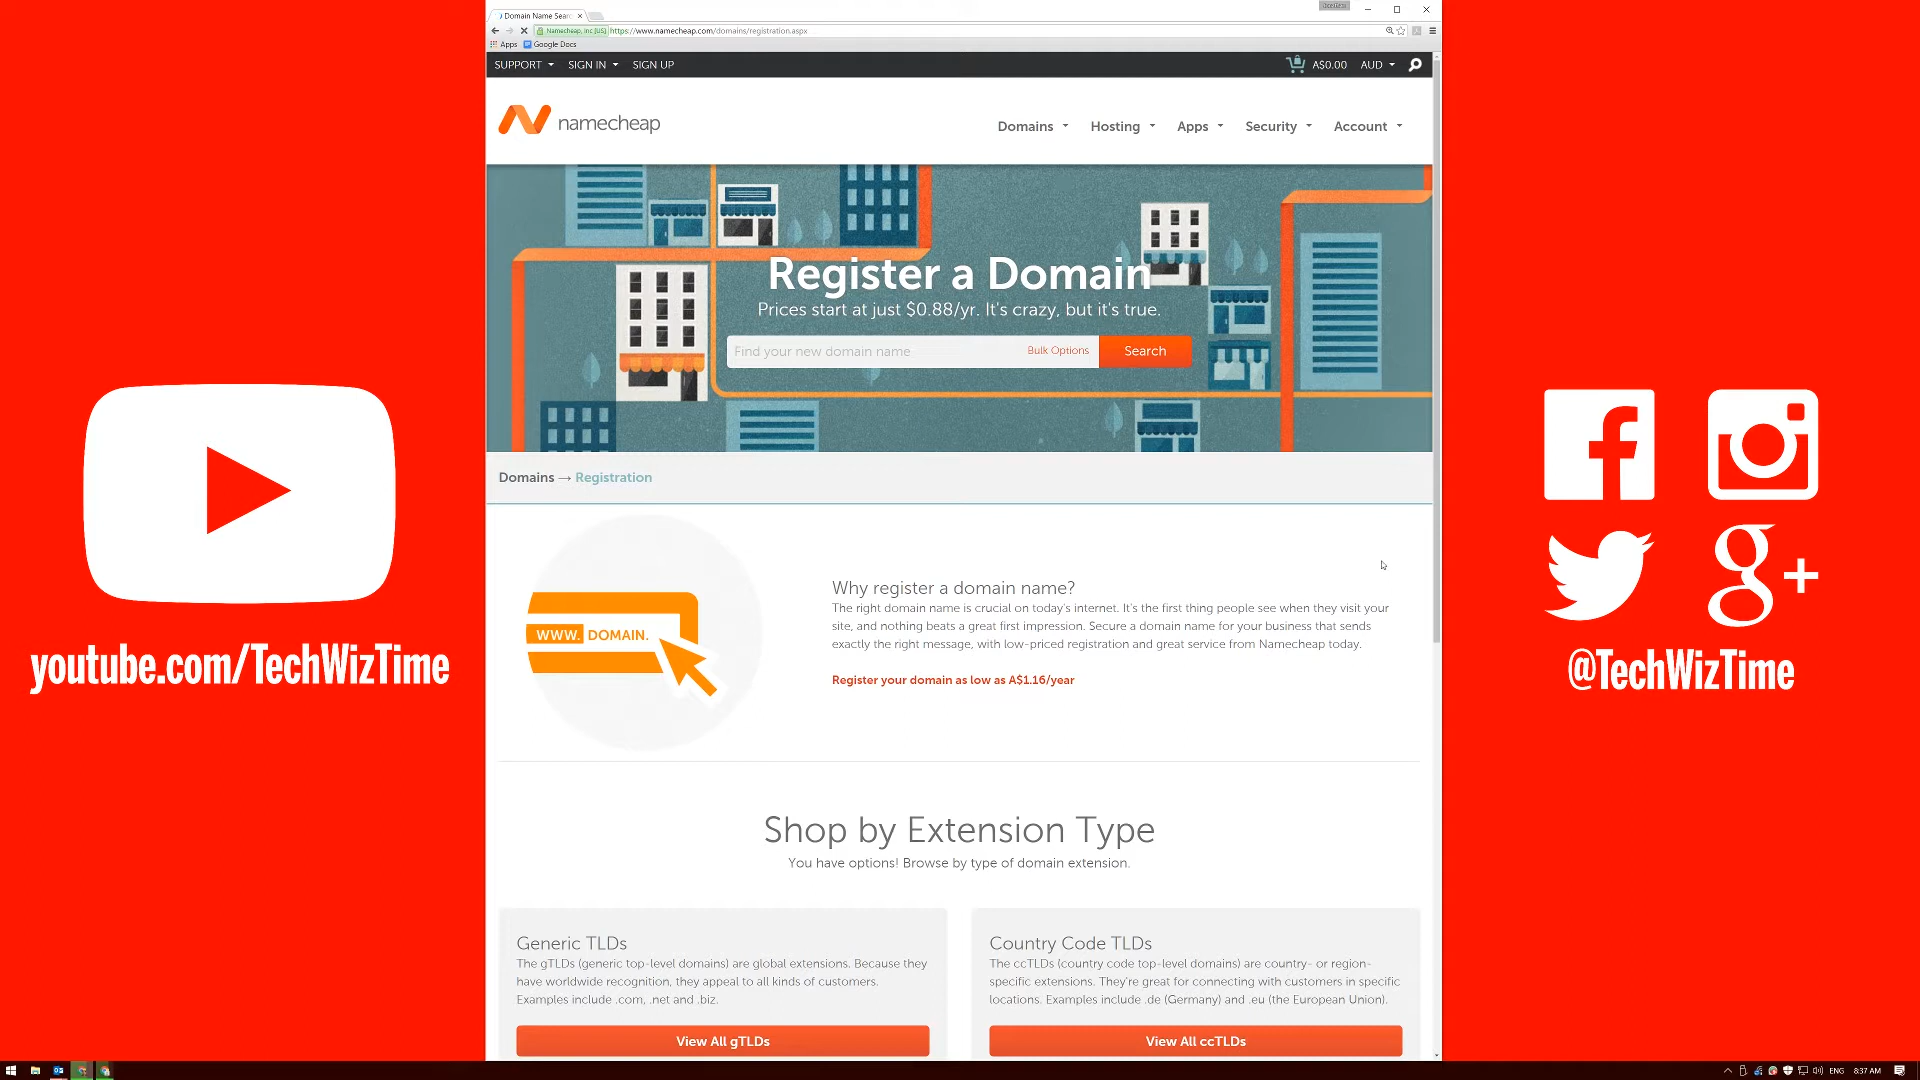 Domain Name Sear
Namecheap, Inc [US] https://www.namecheap.com/domains/registration.aspx
Apps Google Docs
SUPPORT SIGN IN SIGN UP A$0.00 AUD
namecheap Domains Hosting Apps Security Account
Register a Domain
Prices start at just $0.88/yr. It's crazy, but it's true.
Find your new domain name Bulk Options Search
Domains → Registration
WWW. DOMAIN.
Why register a domain name?
The right domain name is crucial on today's internet. It's the first thing people see when they visit your
site, and nothing beats a great first impression. Secure a domain name for your business that sends
exactly the right message, with low-priced registration and great service from Namecheap today.
Register your domain as low as A$1.16/year
Shop by Extension Type
You have options! Browse by type of domain extension.
Generic TLDs
The gTLDs (generic top-level domains) are global extensions. Because they
have worldwide recognition, they appeal to all kinds of customers.
Examples include .com, .net and .biz.
View All gTLDs
Country Code TLDs
The ccTLDs (country code top-level domains) are country- or region-
specific extensions. They're great for connecting with customers in specific
locations. Examples include .de (Germany) and .eu (the European Union).
View All ccTLDs
youtube.com/TechWizTime
@TechWizTime
ENG 8:37 AM